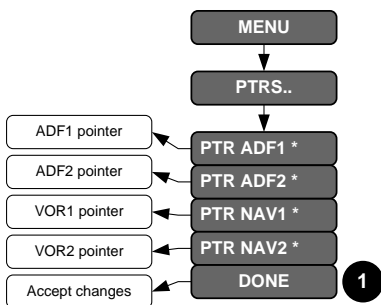 MENU
PTRS..
ADF1 pointer
PTR ADF1 *
ADF2 pointer
PTR ADF2 *
VOR1 pointer
PTR NAV1 *
VOR2 pointer
PTR NAV2 *
Accept changes
DONE
1